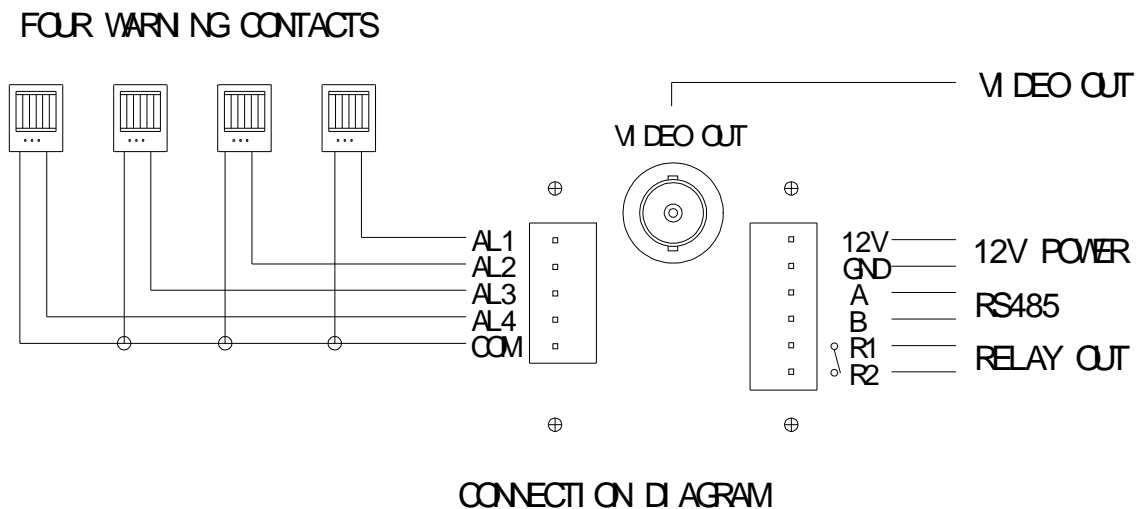 FOUR WARNING CONTACTS
VIDEO OUT
VIDEO OUT
AL1
AL2
AL3
AL4
COM
12V
GND
A
B
R1
R2
12V POWER
RS485
RELAY OUT
CONNECTION DIAGRAM